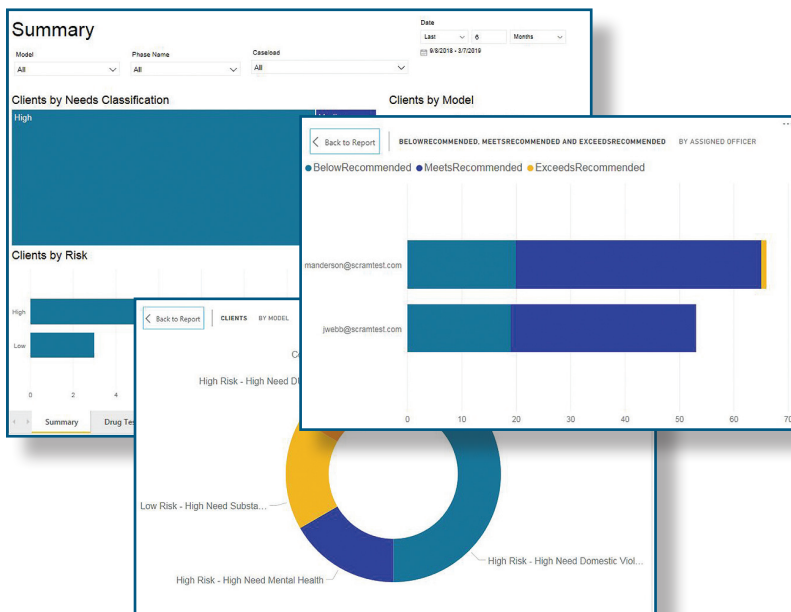 Summary
Date
Last 6 Months
9/8/2018 - 3/7/2019
Model
Phase Name
Caseload
All
All
All
Clients by Needs Classification
Clients by Model
High
Clients by Risk
High
Low
0 2 4
Summary
Drug Tes
Back to Report
BELOWRECOMMENDED, MEETSRECOMMENDED AND EXCEEDSRECOMMENDED
BY ASSIGNED OFFICER
BelowRecommended MeetsRecommended ExceedsRecommended
manderson@scramtest.com
jwebb@scramtest.com
0 10 20 30 40 50 60 70
Back to Report
CLIENTS
BY MODEL
High Risk - High Need DU
Low Risk - High Need Substa...
High Risk - High Need Mental Health
High Risk - High Need Domestic Viol...